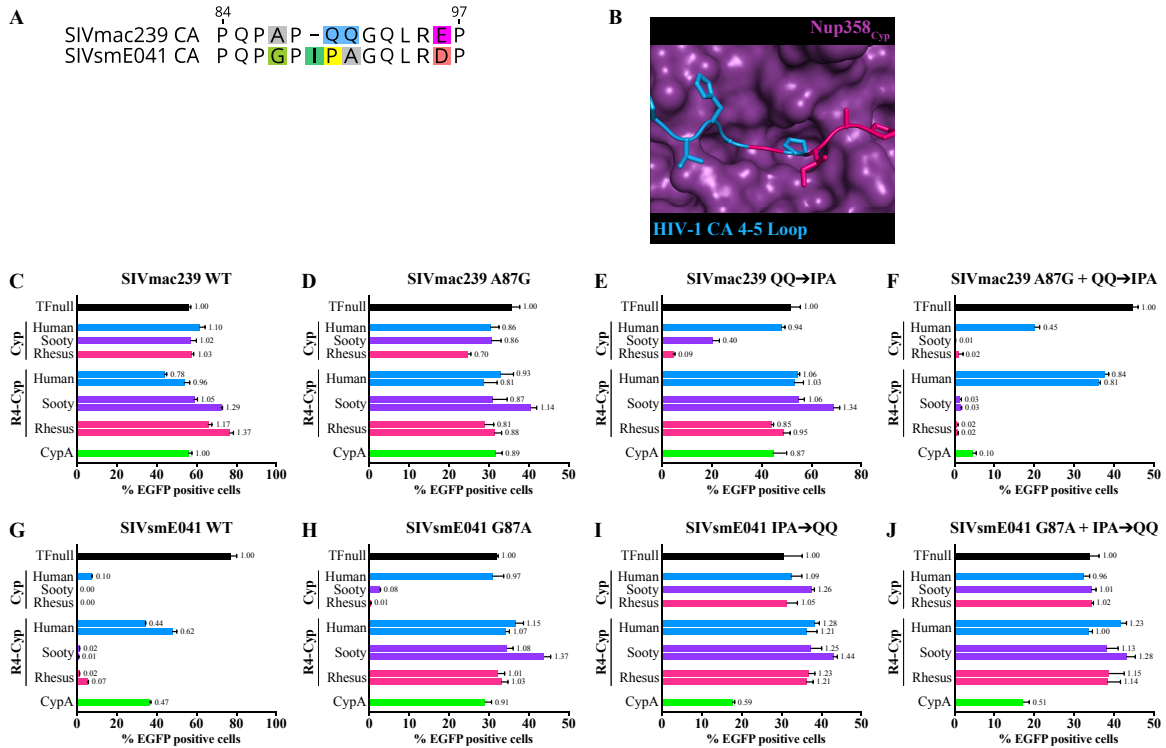 A
84 97
SIVmac239 CA P Q P A P - Q Q G Q L R E P
SIVsmE041 CA P Q P G P I P A G Q L R D P
B
Nup358Cyp
HIV-1 CA 4-5 Loop
C SIVmac239 WT
TFnull 1.00
Cyp
Human 1.10
Sooty 1.02
Rhesus 1.03
R4-Cyp
Human 0.78
0.96
Sooty 1.05
1.29
Rhesus 1.17
1.37
CypA 1.00
0 20 40 60 80 100
% EGFP positive cells
D SIVmac239 A87G
TFnull 1.00
Human 0.86
Sooty 0.86
Rhesus 0.70
Human 0.93
0.81
Sooty 0.87
1.14
Rhesus 0.81
0.88
CypA 0.89
0 10 20 30 40 50
% EGFP positive cells
E SIVmac239 QQ→IPA
TFnull 1.00
Human 0.94
Sooty 0.40
Rhesus 0.09
Human 1.06
1.03
Sooty 1.06
1.34
Rhesus 0.85
0.95
CypA 0.87
0 20 40 60 80
% EGFP positive cells
F SIVmac239 A87G + QQ→IPA
TFnull 1.00
Cyp
Human 0.45
Sooty 0.01
Rhesus 0.02
R4-Cyp
Human 0.84
0.81
Sooty 0.03
0.03
Rhesus 0.02
0.02
CypA 0.10
0 10 20 30 40 50
% EGFP positive cells
G SIVsmE041 WT
TFnull 1.00
Cyp
Human 0.10
Sooty 0.00
Rhesus 0.00
R4-Cyp
Human 0.44
0.62
Sooty 0.02
0.01
Rhesus 0.02
0.07
CypA 0.47
0 20 40 60 80 100
% EGFP positive cells
H SIVsmE041 G87A
TFnull 1.00
Cyp
Human 0.97
Sooty 0.08
Rhesus 0.01
R4-Cyp
Human 1.15
1.07
Sooty 1.08
1.37
Rhesus 1.01
1.03
CypA 0.91
0 10 20 30 40 50
% EGFP positive cells
I SIVsmE041 IPA→QQ
TFnull 1.00
Cyp
Human 1.09
Sooty 1.26
Rhesus 1.05
R4-Cyp
Human 1.28
1.21
Sooty 1.25
1.44
Rhesus 1.23
1.21
CypA 0.59
0 10 20 30 40 50
% EGFP positive cells
J SIVsmE041 G87A + IPA→QQ
TFnull 1.00
Cyp
Human 0.96
Sooty 1.01
Rhesus 1.02
R4-Cyp
Human 1.23
1.00
Sooty 1.13
1.28
Rhesus 1.15
1.14
CypA 0.51
0 10 20 30 40 50
% EGFP positive cells